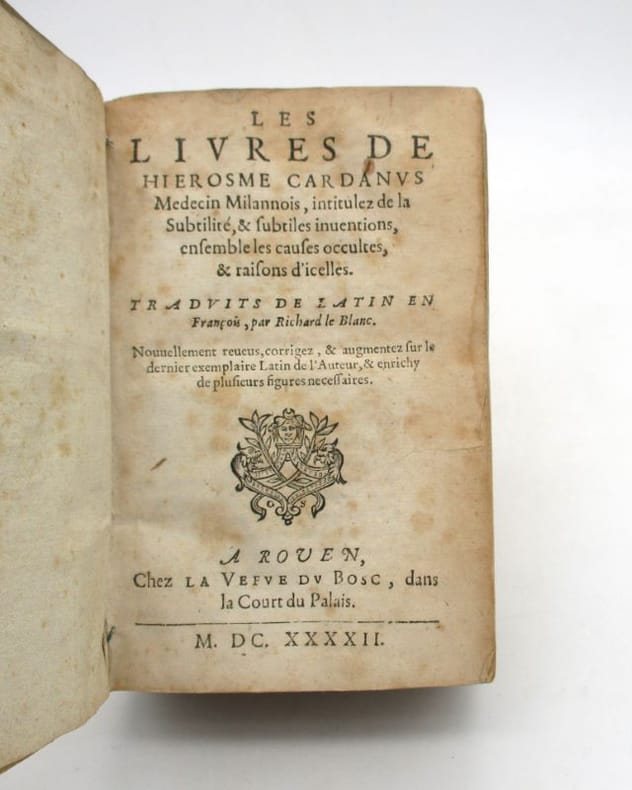 LES
LIVRES DE
HIEROSME CARDANVS
Medecin Milannois, intitulez de la
Subtilité, & subtiles inuentions,
ensemble les causes occultes,
& raisons d'icelles.
TRADVITS DE LATIN EN
François, par Richard le Blanc.
Nouuellement reueus, corrigez, & augmentez sur le
dernier exemplaire Latin de l'Auteur, & enrichy
de plusieurs figures necessaires.
G S
A ROVEN,
Chez LA VEFVE DV BOSC, dans
la Court du Palais.
M. DC. XXXXII.